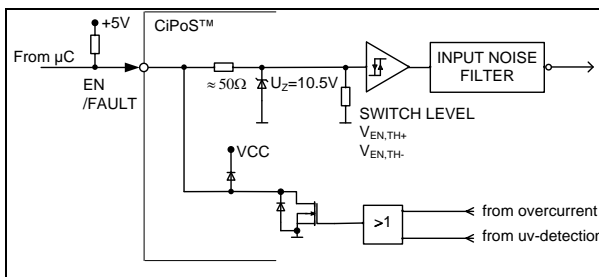 +5V
CiPoS™
From µC
EN
/FAULT
≈50Ω
UZ=10.5V
INPUT NOISE
FILTER
SWITCH LEVEL
VEN,TH+
VEN,TH-
VCC
>1
from overcurrent
from uv-detection